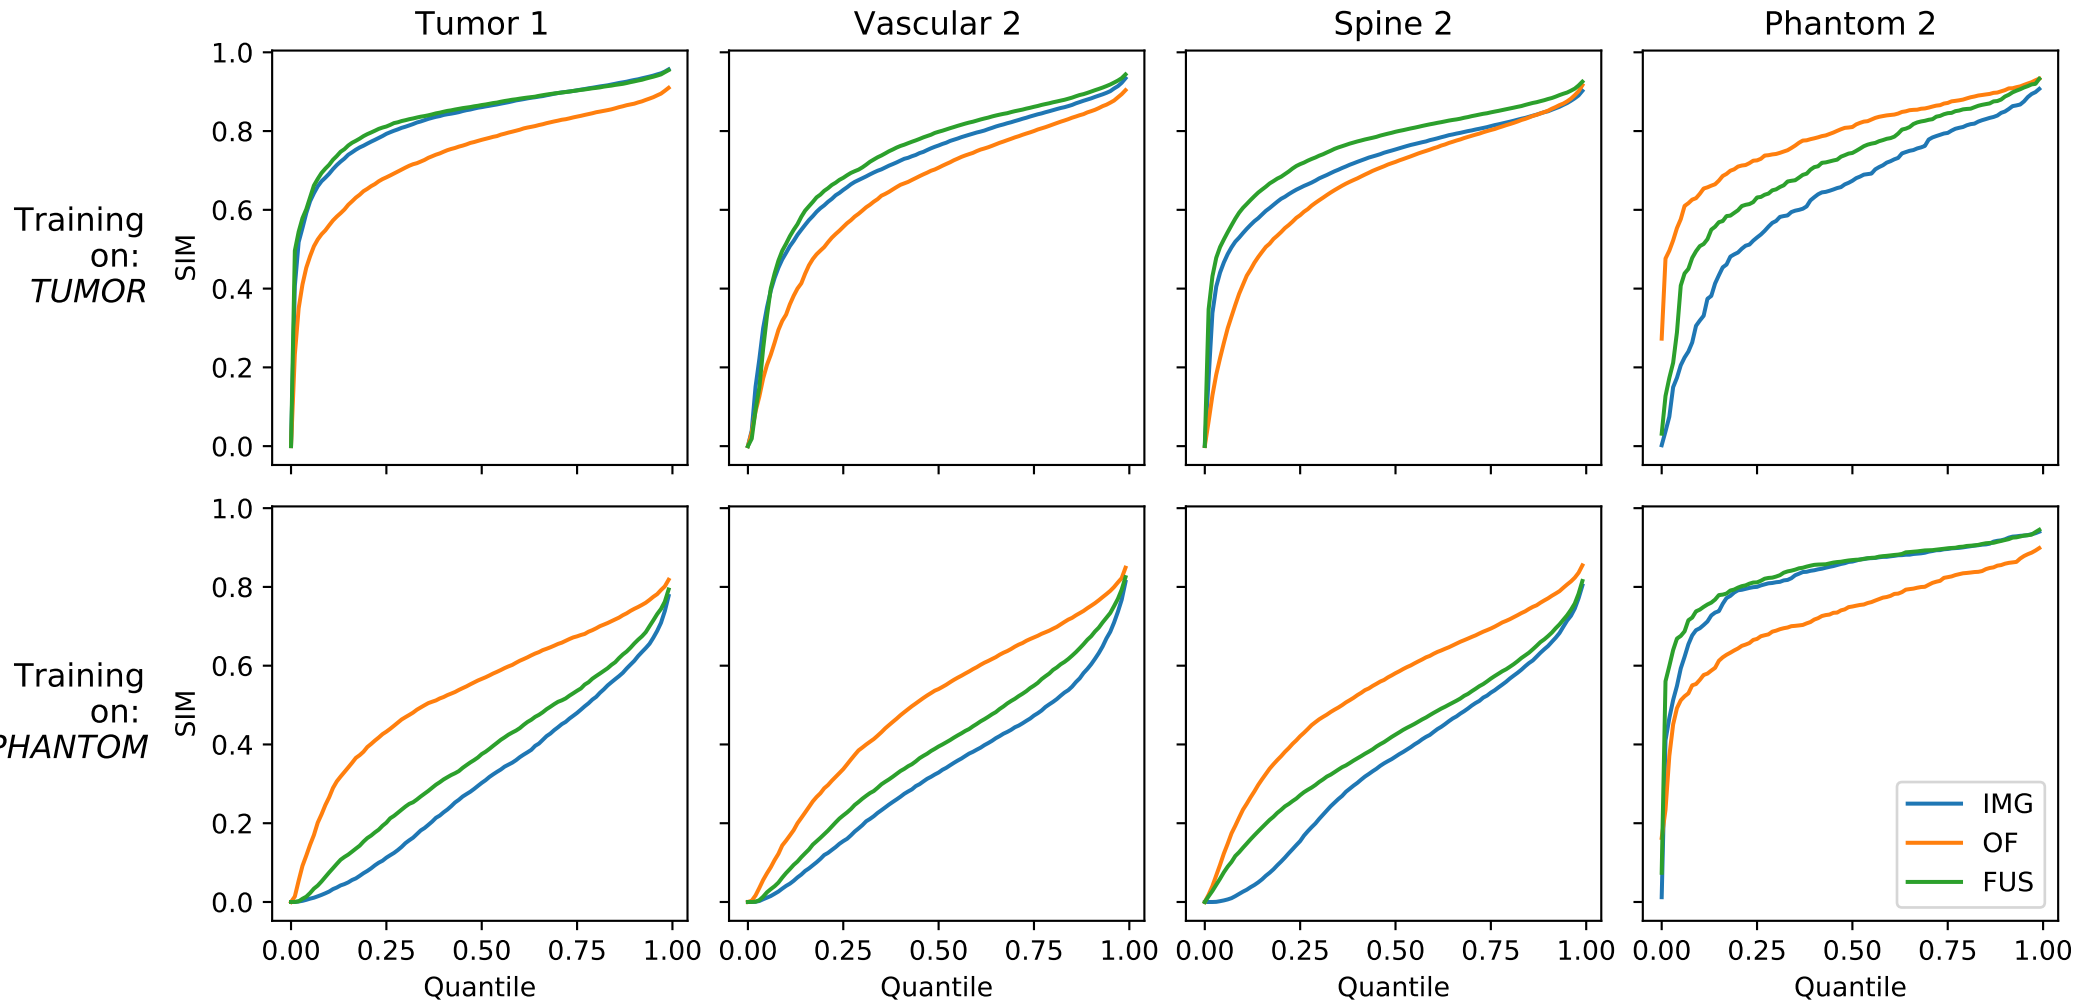 Tumor 1
Vascular 2
Spine 2
Phantom 2
Training
on:
TUMOR
SIM
1.0
0.8
0.6
0.4
0.2
0.0
Training
on:
PHANTOM
SIM
1.0
0.8
0.6
0.4
0.2
0.0
IMG
OF
FUS
0.00 0.25 0.50 0.75 1.00
0.00 0.25 0.50 0.75 1.00
0.00 0.25 0.50 0.75 1.00
0.00 0.25 0.50 0.75 1.00
Quantile
Quantile
Quantile
Quantile